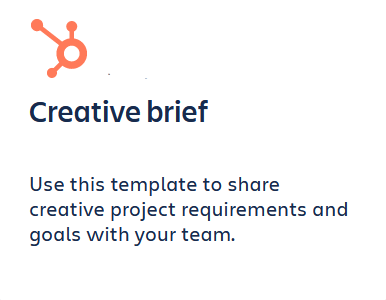 Creative brief
Use this template to share
creative project requirements and
goals with your team.